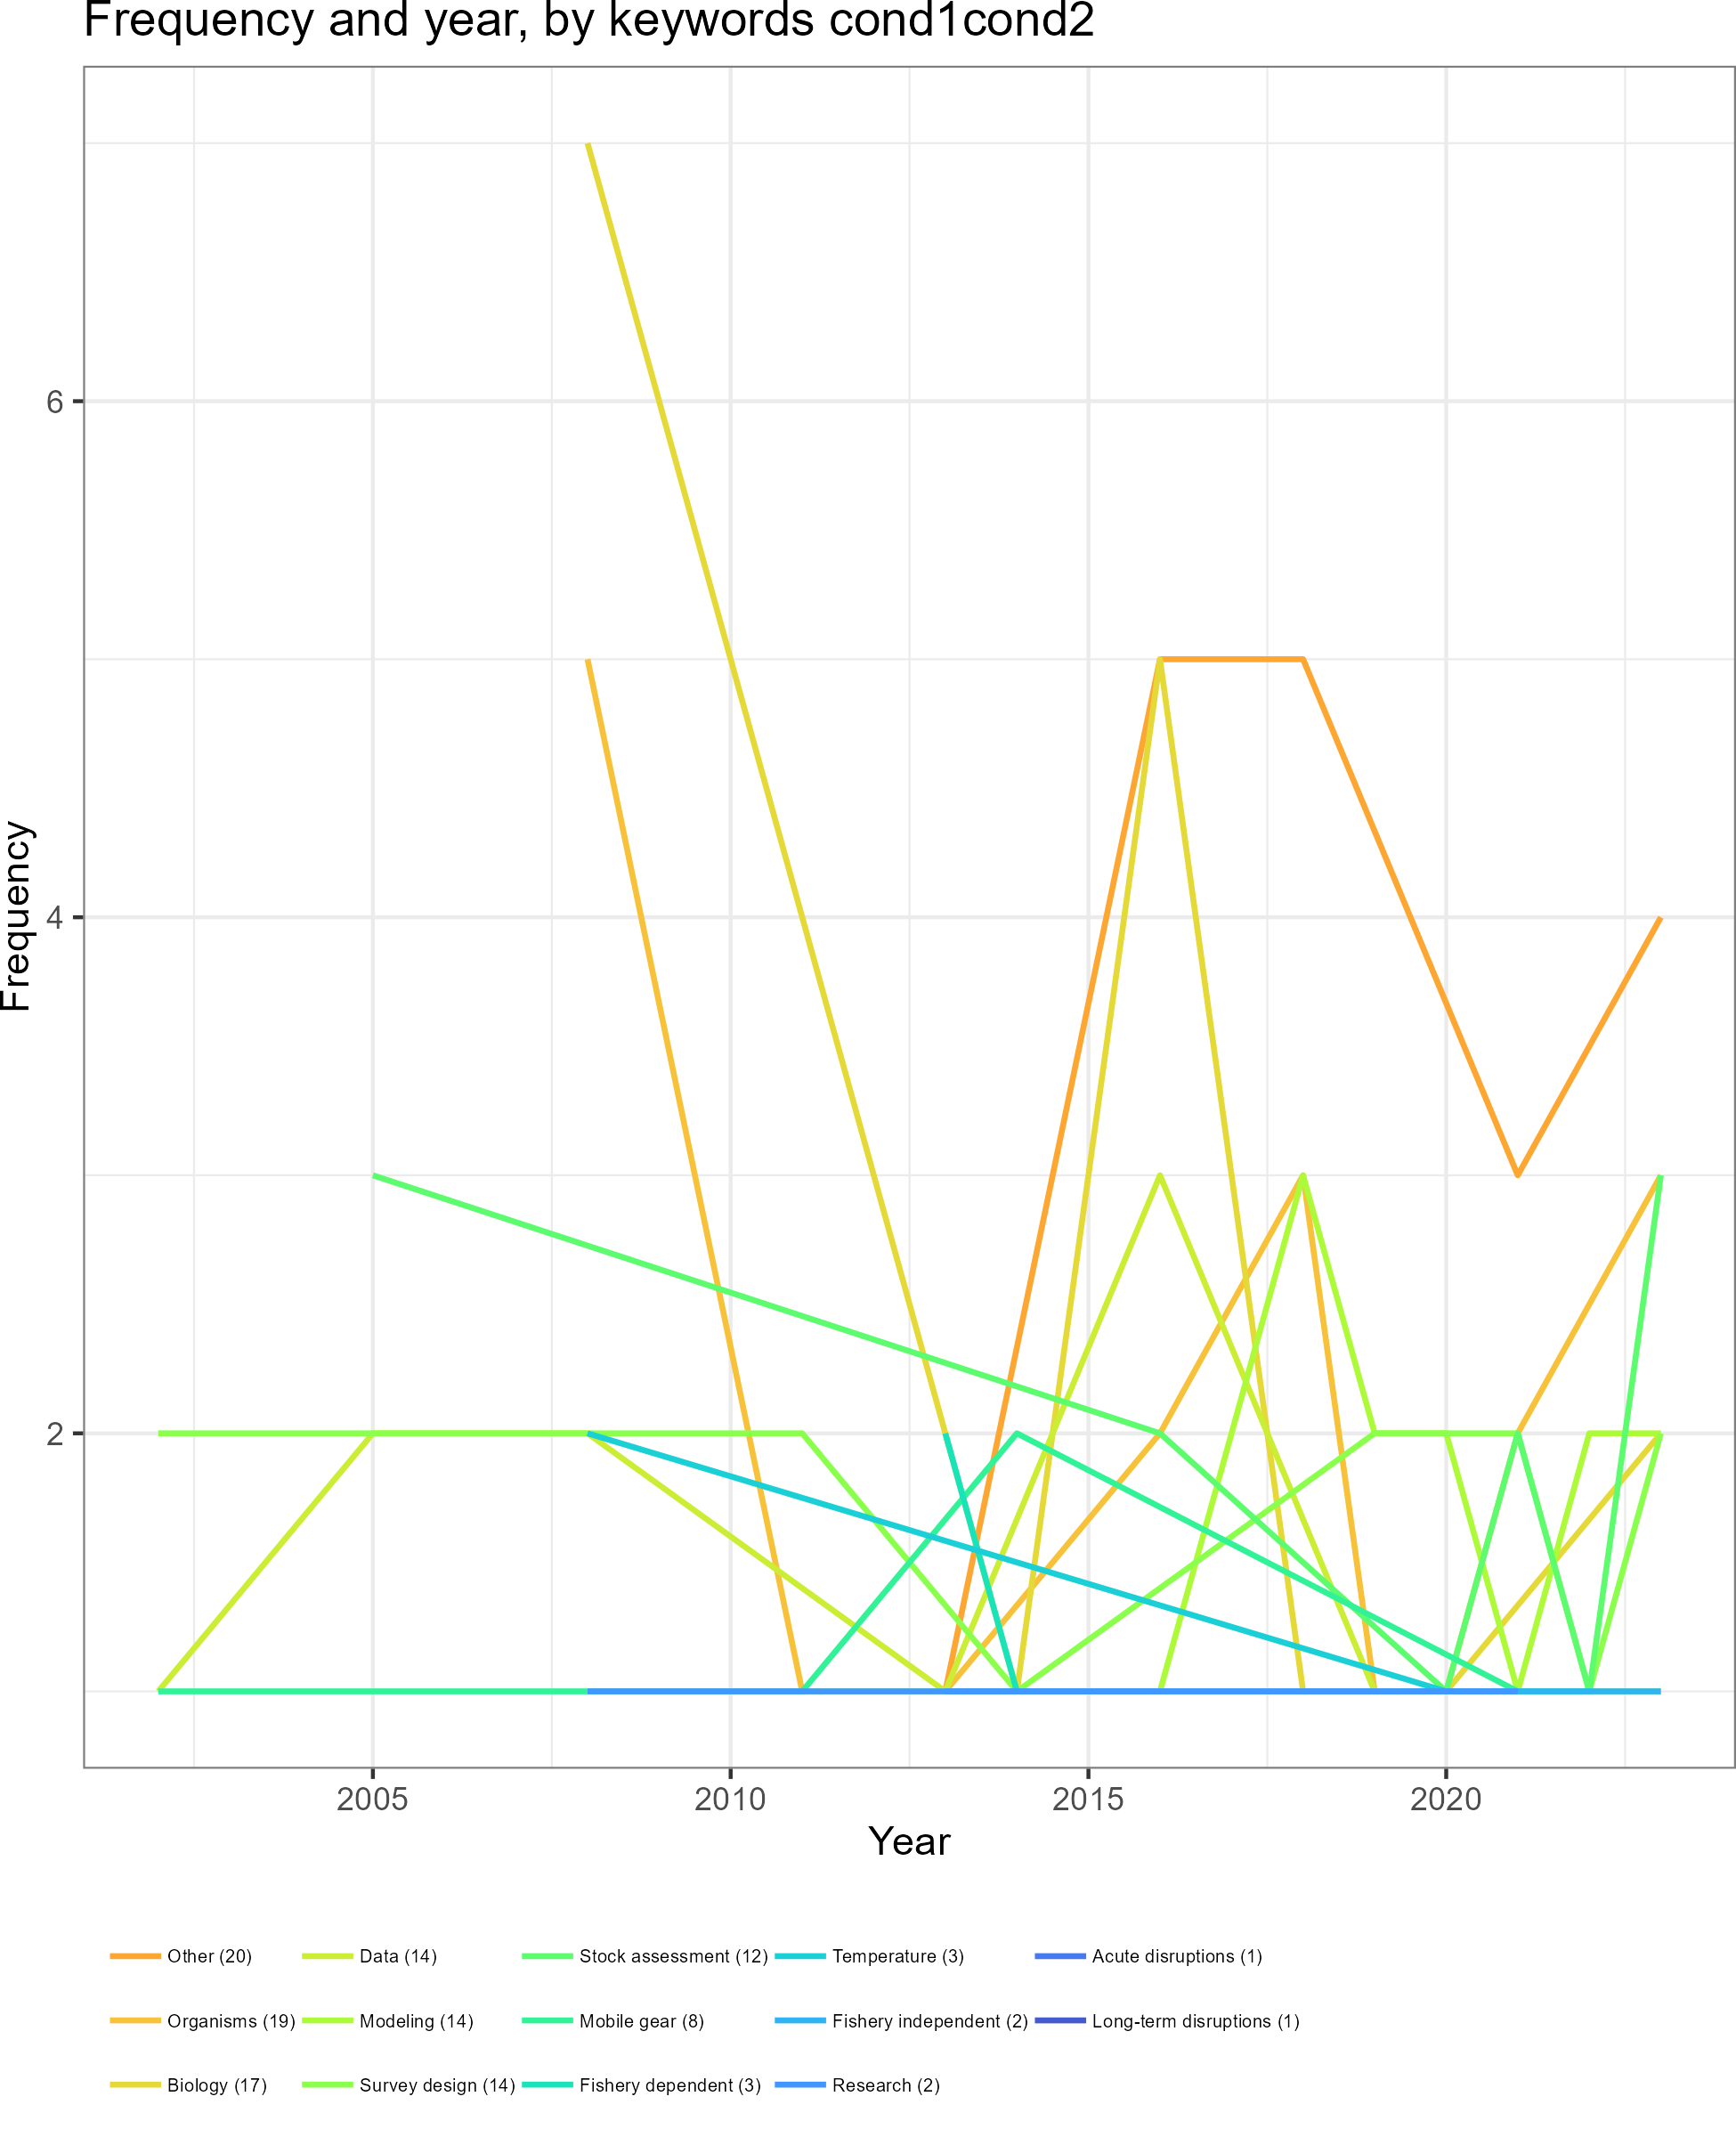 Frequency and year, by keywords cond1cond2
Frequency
6
4
2
2005 2010 2015 2020
Year
Other (20) Data (14) Stock assessment (12) Temperature (3) Acute disruptions (1)
Organisms (19) Modeling (14) Mobile gear (8) Fishery independent (2) Long-term disruptions (1)
Biology (17) Survey design (14) Fishery dependent (3) Research (2)